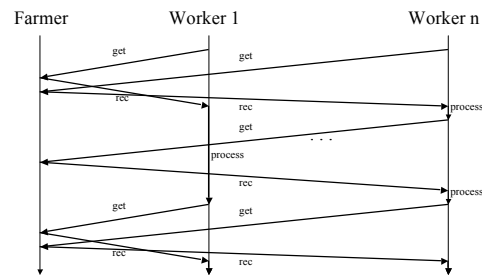 Farmer Worker 1 Worker n
get
get
rec
rec
process
get
. . .
process
rec
process
get
get
rec
rec